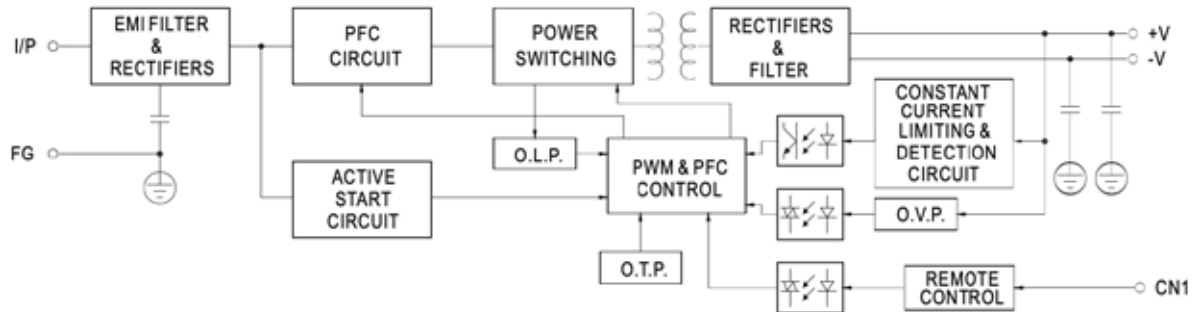 I/P
EMI FILTER
&
RECTIFIERS
PFC
CIRCUIT
POWER
SWITCHING
RECTIFIERS
&
FILTER
+V
-V
CONSTANT
CURRENT
LIMITING &
DETECTION
CIRCUIT
FG
O.L.P.
PWM & PFC
CONTROL
ACTIVE
START
CIRCUIT
O.V.P.
O.T.P.
REMOTE
CONTROL
CN1